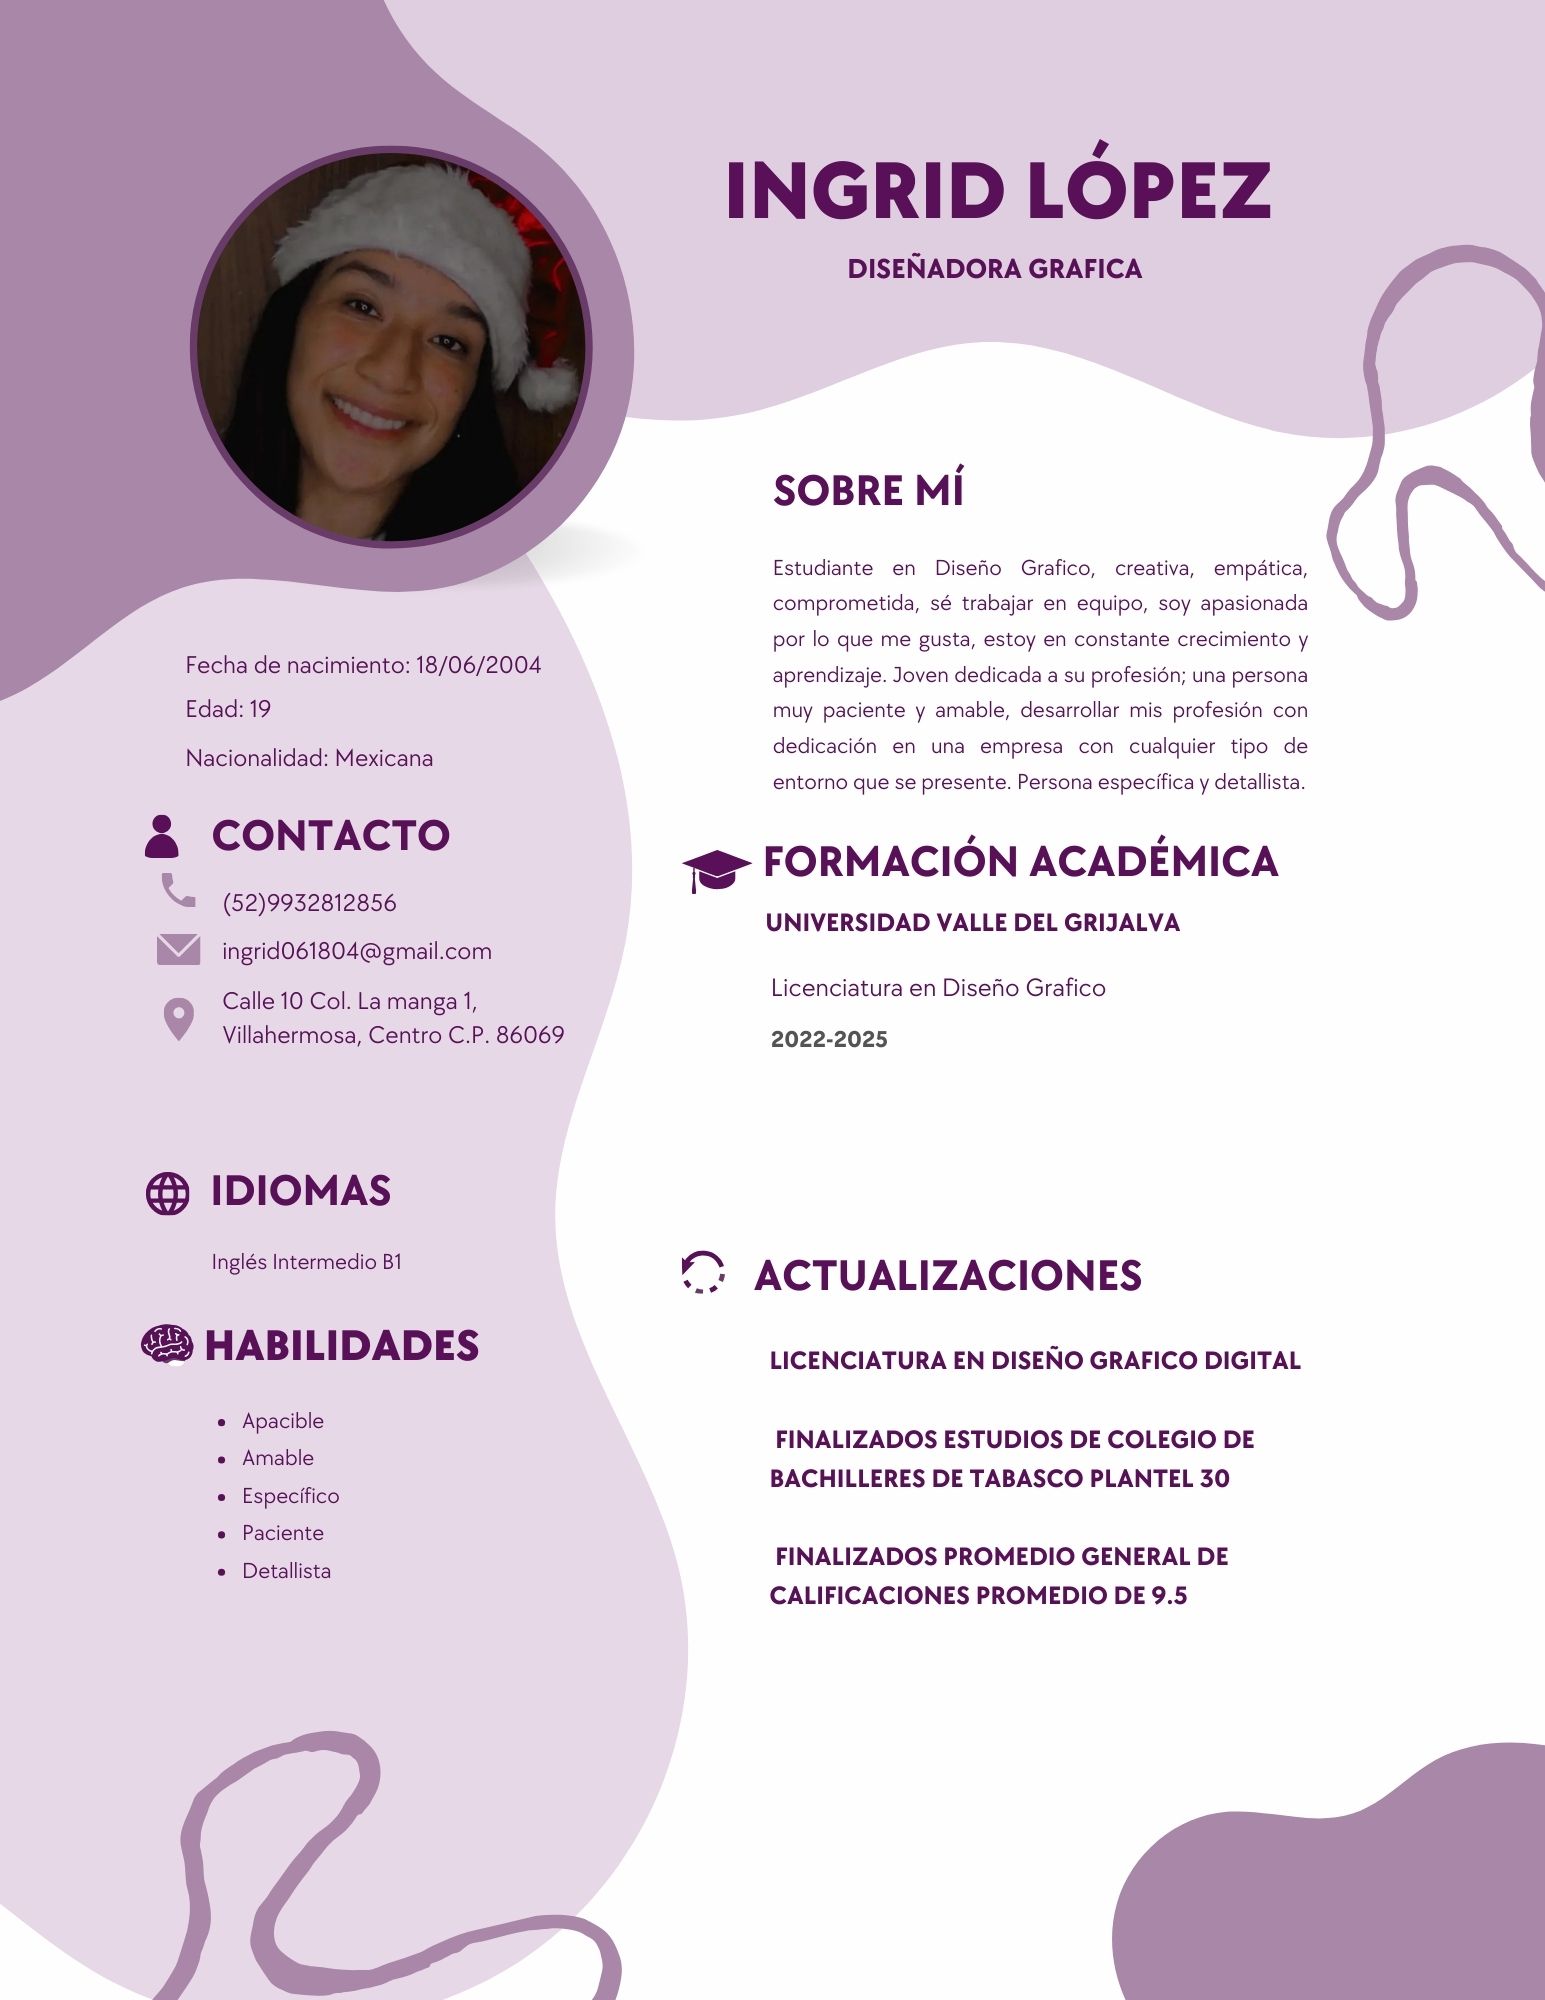 INGRID LÓPEZ
DISEÑADORA GRAFICA
Fecha de nacimiento: 18/06/2004
Edad: 19
Nacionalidad: Mexicana
CONTACTO
(52)9932812856
ingrid061804@gmail.com
Calle 10 Col. La manga 1,
Villahermosa, Centro C.P. 86069
IDIOMAS
Inglés Intermedio B1
HABILIDADES
• Apacible
• Amable
• Específico
• Paciente
• Detallista
SOBRE MÍ
Estudiante en Diseño Grafico, creativa, empática,
comprometida, sé trabajar en equipo, soy apasionada
por lo que me gusta, estoy en constante crecimiento y
aprendizaje. Joven dedicada a su profesión; una persona
muy paciente y amable, desarrollar mis profesión con
dedicación en una empresa con cualquier tipo de
entorno que se presente. Persona específica y detallista.
FORMACIÓN ACADÉMICA
UNIVERSIDAD VALLE DEL GRIJALVA
Licenciatura en Diseño Grafico
2022-2025
ACTUALIZACIONES
LICENCIATURA EN DISEÑO GRAFICO DIGITAL
FINALIZADOS ESTUDIOS DE COLEGIO DE
BACHILLERES DE TABASCO PLANTEL 30
FINALIZADOS PROMEDIO GENERAL DE
CALIFICACIONES PROMEDIO DE 9.5